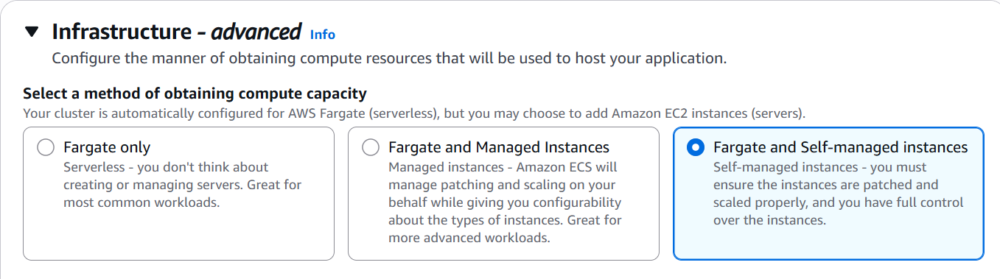 Infrastructure - advanced Info
Configure the manner of obtaining compute resources that will be used to host your application.
Select a method of obtaining compute capacity
Your cluster is automatically configured for AWS Fargate (serverless), but you may choose to add Amazon EC2 instances (servers).
Fargate only
Serverless - you don't think about
creating or managing servers. Great for
most common workloads.
Fargate and Managed Instances
Managed instances - Amazon ECS will
manage patching and scaling on your
behalf while giving you configurability
about the types of instances. Great for
more advanced workloads.
Fargate and Self-managed instances
Self-managed instances - you must
ensure the instances are patched and
scaled properly, and you have full control
over the instances.